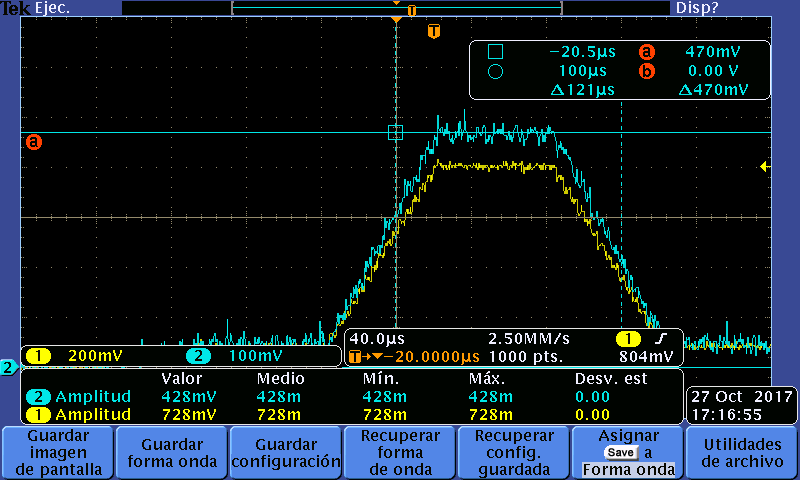 Tek Ejec. Disp?
T
T
−20.5µs a 470mV
100µs b 0.00 V
Δ121µs Δ470mV
a
1 200mV 2 100mV
40.0µs 2.50MM/s 1
T→▼−20.0000µs 1000 pts. 804mV
2
Valor Medio Mín. Máx. Desv. est
2 Amplitud 428mV 428m 428m 428m 0.00
1 Amplitud 728mV 728m 728m 728m 0.00
27 Oct 2017
17:16:55
Guardar imagen de pantalla
Guardar forma onda
Guardar configuración
Recuperar forma de onda
Recuperar config. guardada
Asignar Save a Forma onda
Utilidades de archivo